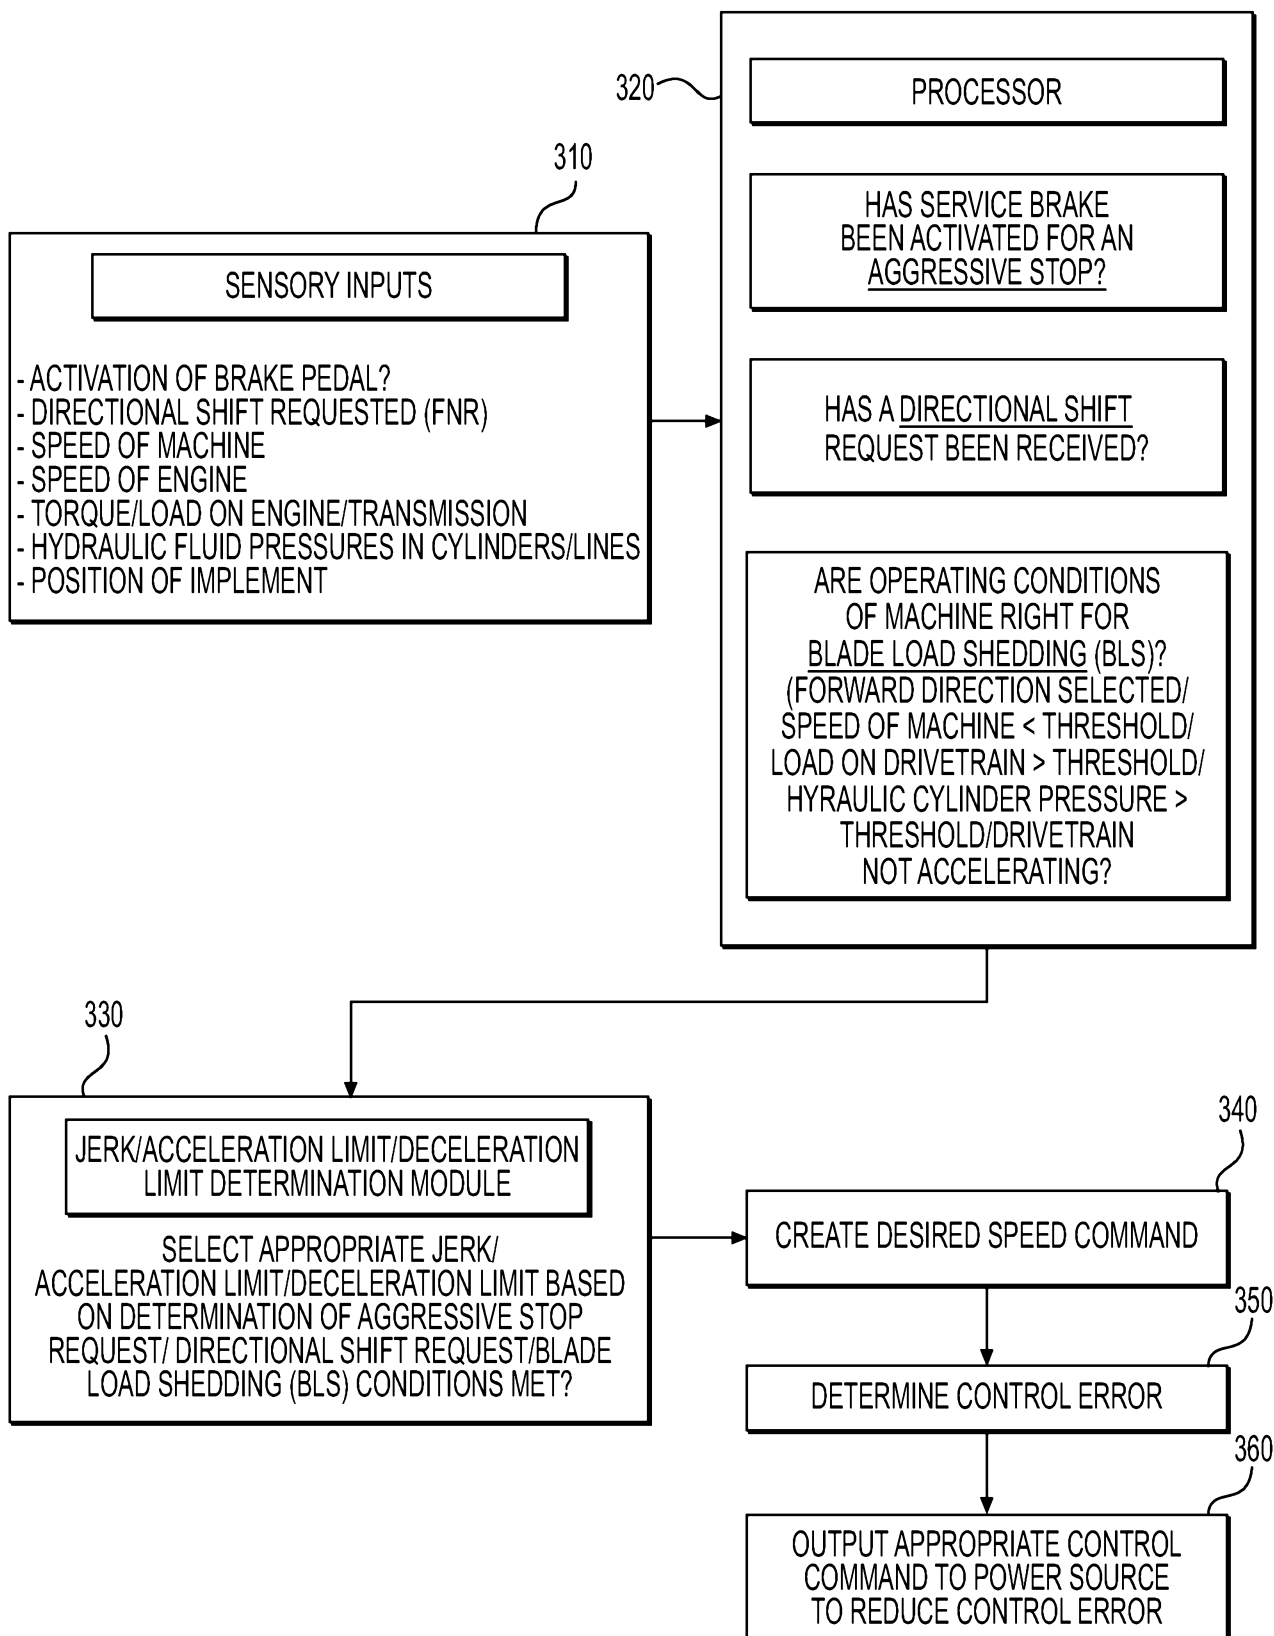 320
PROCESSOR
HAS SERVICE BRAKE
BEEN ACTIVATED FOR AN
AGGRESSIVE STOP?
HAS A DIRECTIONAL SHIFT
REQUEST BEEN RECEIVED?
ARE OPERATING CONDITIONS
OF MACHINE RIGHT FOR
BLADE LOAD SHEDDING (BLS)?
(FORWARD DIRECTION SELECTED/
SPEED OF MACHINE < THRESHOLD/
LOAD ON DRIVETRAIN > THRESHOLD/
HYRAULIC CYLINDER PRESSURE >
THRESHOLD/DRIVETRAIN
NOT ACCELERATING?
310
SENSORY INPUTS
- ACTIVATION OF BRAKE PEDAL?
- DIRECTIONAL SHIFT REQUESTED (FNR)
- SPEED OF MACHINE
- SPEED OF ENGINE
- TORQUE/LOAD ON ENGINE/TRANSMISSION
- HYDRAULIC FLUID PRESSURES IN CYLINDERS/LINES
- POSITION OF IMPLEMENT
330
JERK/ACCELERATION LIMIT/DECELERATION
LIMIT DETERMINATION MODULE
SELECT APPROPRIATE JERK/
ACCELERATION LIMIT/DECELERATION LIMIT BASED
ON DETERMINATION OF AGGRESSIVE STOP
REQUEST/ DIRECTIONAL SHIFT REQUEST/BLADE
LOAD SHEDDING (BLS) CONDITIONS MET?
340
CREATE DESIRED SPEED COMMAND
350
DETERMINE CONTROL ERROR
360
OUTPUT APPROPRIATE CONTROL
COMMAND TO POWER SOURCE
TO REDUCE CONTROL ERROR